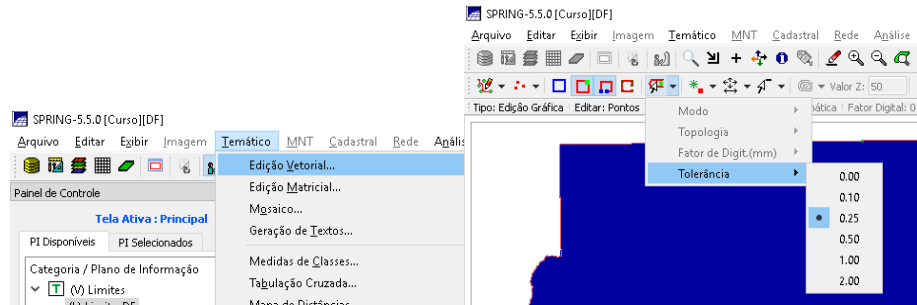 SPRING-5.5.0 [Curso][DF]
Arquivo Editar Exibir Imagem Temático MNT Cadastral Rede Análise
Valor Z: 50
Tipo: Edição Gráfica Editar: Pontos ática Fator Digital: 0.
Modo
Topologia
Fator de Digit.(mm)
Tolerância
0.00
0.10
0.25
0.50
1.00
2.00
SPRING-5.5.0 [Curso][DF]
Arquivo Editar Exibir Imagem Temático MNT Cadastral Rede Anális
Painel de Controle
Tela Ativa : Principal
PI Disponíveis PI Selecionados
Categoria / Plano de Informação
(V) Limites
Edição Vetorial...
Edição Matricial...
Mosaico...
Geração de Textos...
Medidas de Classes...
Tabulação Cruzada...